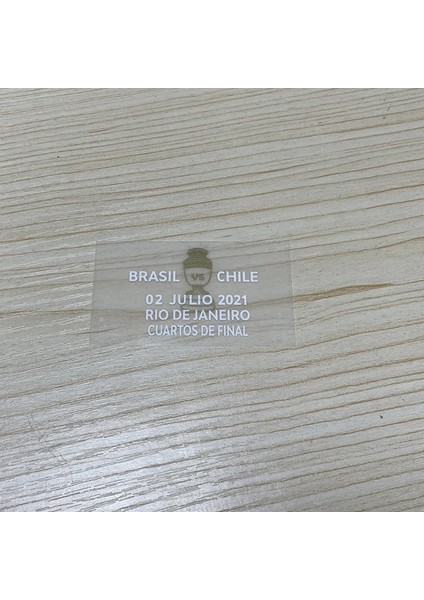 BRASIL VS CHILE
02 JULIO 2021
RIO DE JANEIRO
CUARTOS DE FINAL